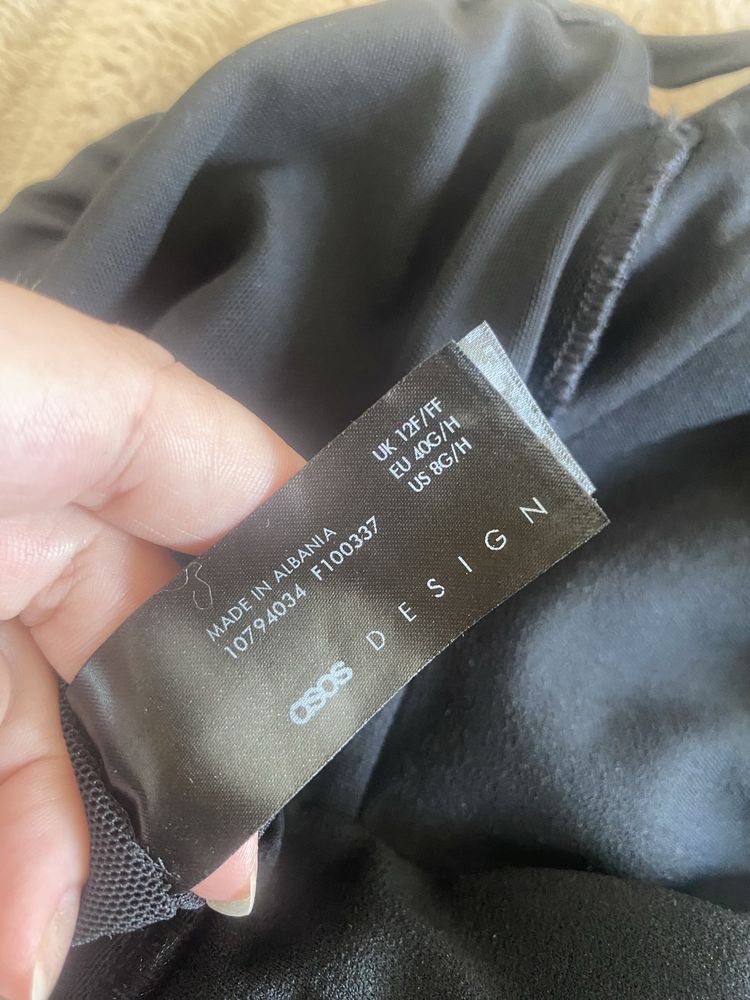 UK 12F/FF
EU 40G/H
US 8G/H
MADE IN ALBANIA
10794034 F100337
asos DESIGN